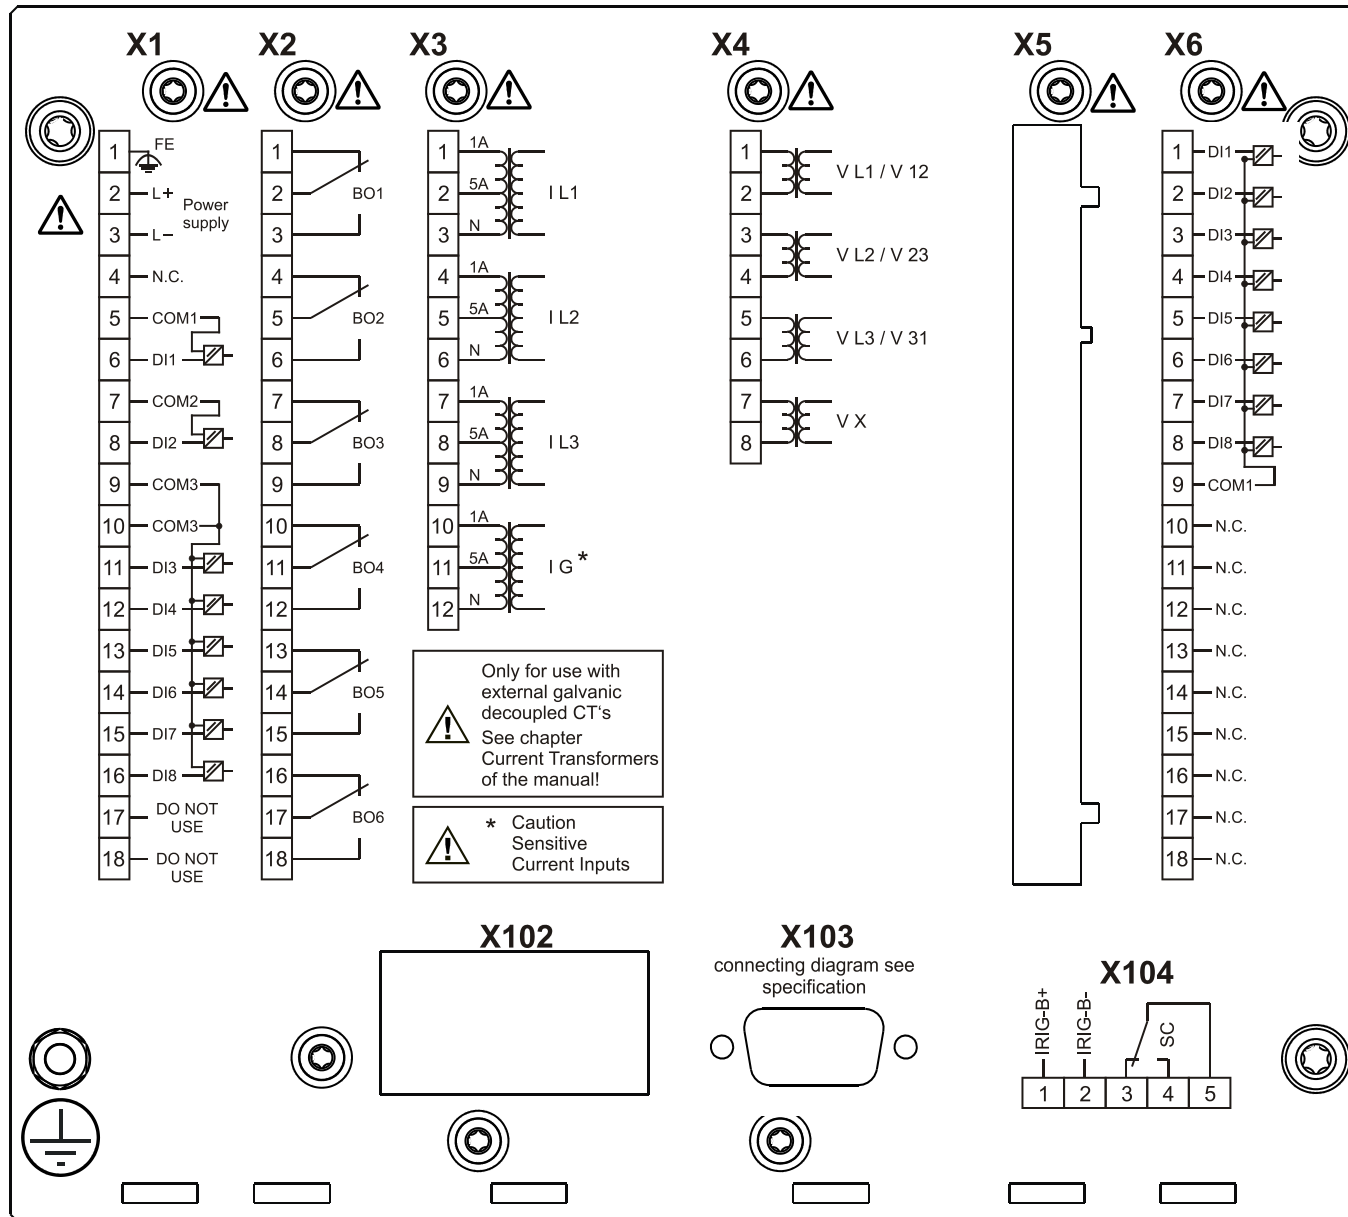 X1
X2
X3
X4
X5
X6
1 FE
2 L+
Power
supply
3 L–
4 N.C.
5 COM1
6 DI1
7 COM2
8 DI2
9 COM3
10 COM3
11 DI3
12 DI4
13 DI5
14 DI6
15 DI7
16 DI8
17 DO NOT
USE
18 DO NOT
USE
1
2 BO1
3
4
5 BO2
6
7
8 BO3
9
10
11 BO4
12
13
14 BO5
15
16
17 BO6
18
1 1A
2 5A I L1
3 N
4 1A
5 5A I L2
6 N
7 1A
8 5A I L3
9 N
10 1A
11 5A I G *
12 N
Only for use with
external galvanic
decoupled CT‘s
See chapter
Current Transformers
of the manual!
* Caution
Sensitive
Current Inputs
1
V L1 / V 12
2
3
V L2 / V 23
4
5
V L3 / V 31
6
7
V X
8
1 DI1
2 DI2
3 DI3
4 DI4
5 DI5
6 DI6
7 DI7
8 DI8
9 COM1
10 N.C.
11 N.C.
12 N.C.
13 N.C.
14 N.C.
15 N.C.
16 N.C.
17 N.C.
18 N.C.
X102
X103
connecting diagram see
specification
X104
IRIG-B+
IRIG-B-
SC
1 2 3 4 5